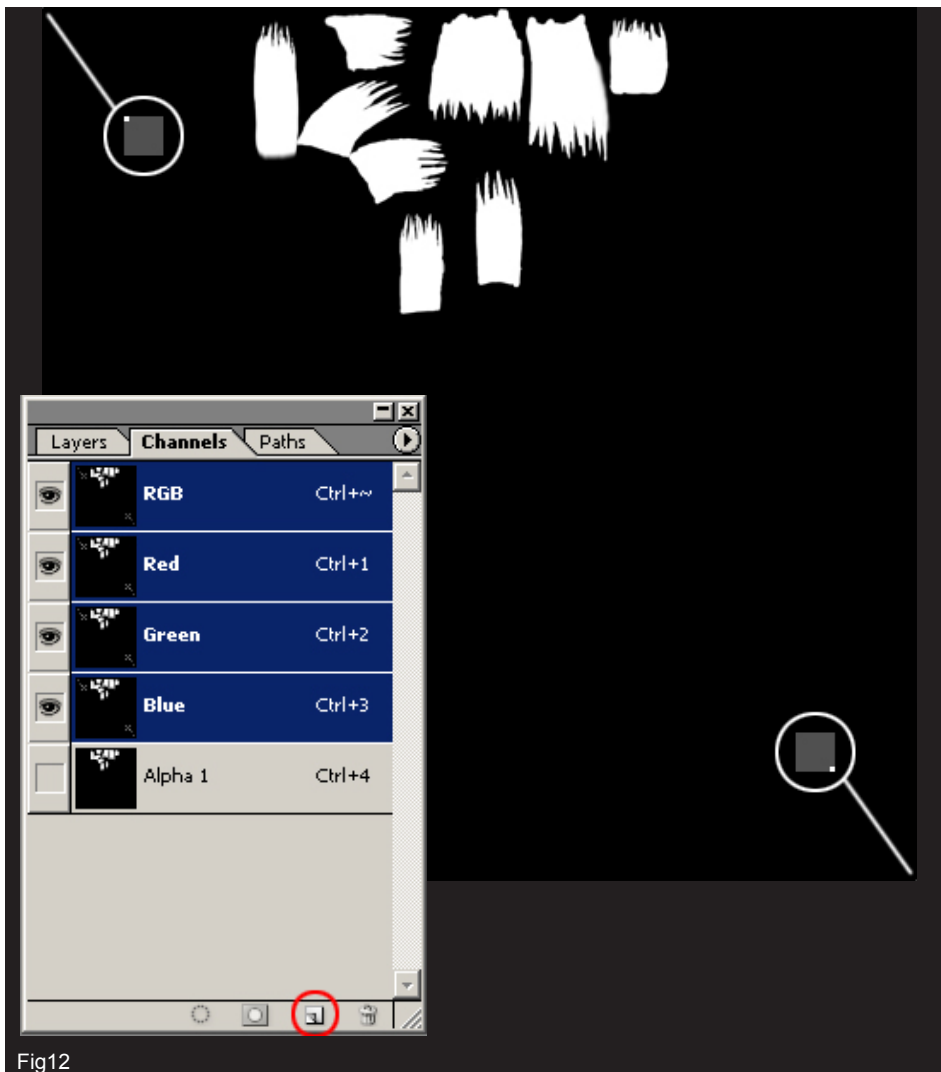 Layers Channels Paths
RGB Ctrl+~
Red Ctrl+1
Green Ctrl+2
Blue Ctrl+3
Alpha 1 Ctrl+4
Fig12